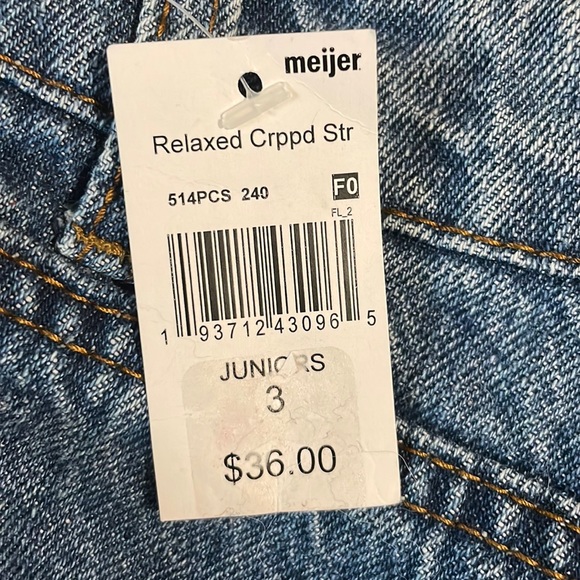 meijer
Relaxed Crppd Str
514PCS 240
F0
FL_2
1 93712 43096 5
JUNIORS
3
$36.00